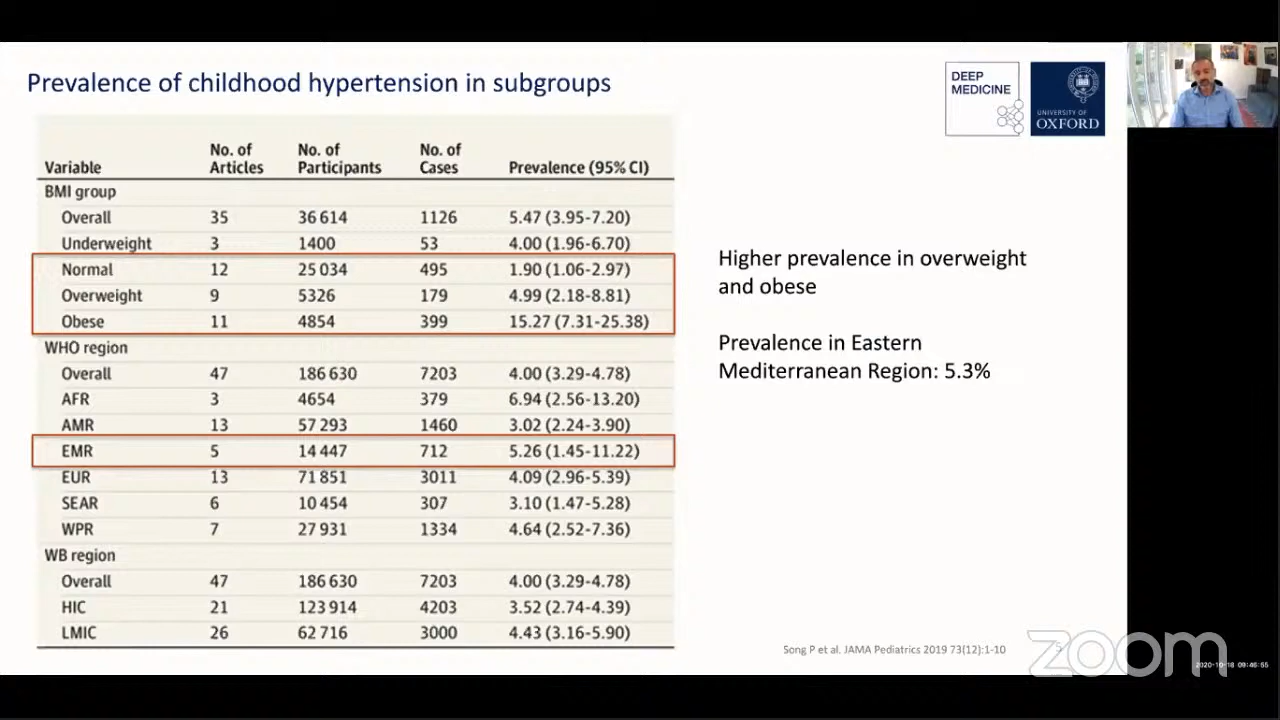 Prevalence of childhood hypertension in subgroups
DEEP
MEDICINE
UNIVERSITY OF
OXFORD
No. of No. of No. of
Variable Articles Participants Cases Prevalence (95% CI)
BMI group
Overall 35 36 614 1126 5.47 (3.95-7.20)
Underweight 3 1400 53 4.00 (1.96-6.70)
Normal 12 25 034 495 1.90 (1.06-2.97)
Overweight 9 5326 179 4.99 (2.18-8.81)
Obese 11 4854 399 15.27 (7.31-25.38)
WHO region
Overall 47 186 630 7203 4.00 (3.29-4.78)
AFR 3 4654 379 6.94 (2.56-13.20)
AMR 13 57 293 1460 3.02 (2.24-3.90)
EMR 5 14 447 712 5.26 (1.45-11.22)
EUR 13 71 851 3011 4.09 (2.96-5.39)
SEAR 6 10 454 307 3.10 (1.47-5.28)
WPR 7 27 931 1334 4.64 (2.52-7.36)
WB region
Overall 47 186 630 7203 4.00 (3.29-4.78)
HIC 21 123 914 4203 3.52 (2.74-4.39)
LMIC 26 62 716 3000 4.43 (3.16-5.90)
Higher prevalence in overweight
and obese
Prevalence in Eastern
Mediterranean Region: 5.3%
Song P et al. JAMA Pediatrics 2019 73(12):1-10
5
zoom
2020-10-18 09:46:55